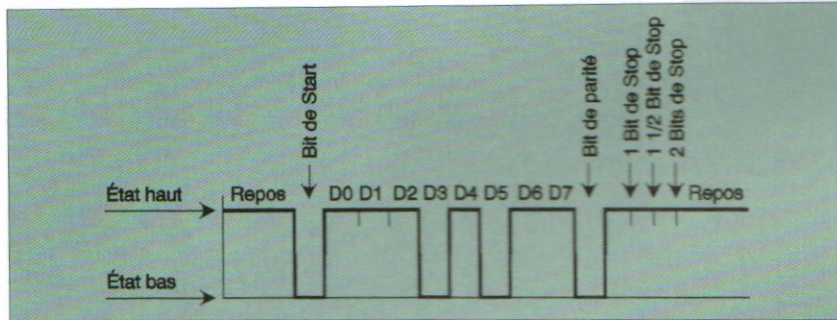 Bit de Start
Bit de parité
1 Bit de Stop
1 1/2 Bit de Stop
2 Bits de Stop
État haut
Repos
D0 D1 D2 D3 D4 D5 D6 D7
Repos
État bas